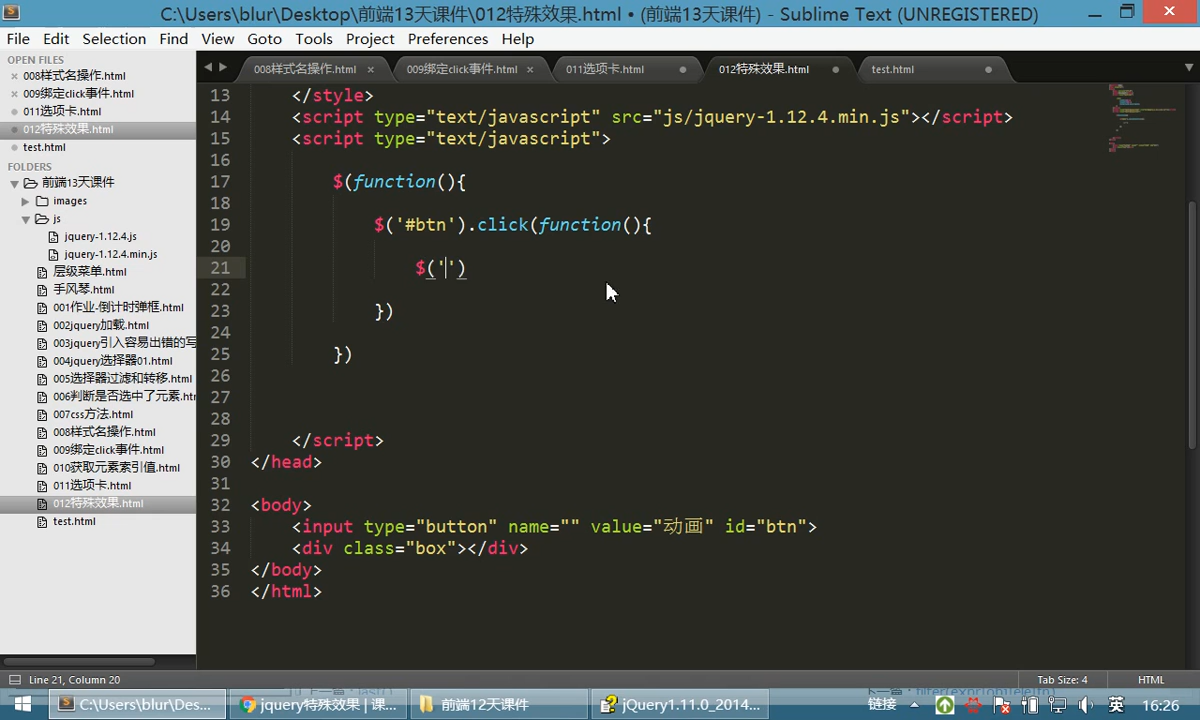 C:\Users\blur\Desktop\前端13天课件\012特殊效果.html • (前端13天课件) - Sublime Text (UNREGISTERED)
File Edit Selection Find View Goto Tools Project Preferences Help
OPEN FILES
008样式名操作.html
009绑定click事件.html
011选项卡.html
012特殊效果.html
test.html
FOLDERS
前端13天课件
images
js
jquery-1.12.4.js
jquery-1.12.4.min.js
层级菜单.html
手风琴.html
001作业-倒计时弹框.html
002jquery加载.html
003jquery引入容易出错的写
004jquery选择器01.html
005选择器过滤和转移.html
006判断是否选中了元素.htm
007css方法.html
008样式名操作.html
009绑定click事件.html
010获取元素索引值.html
011选项卡.html
012特殊效果.html
test.html
008样式名操作.html × 009绑定click事件.html × 011选项卡.html 012特殊效果.html test.html
13 </style>
14 <script type="text/javascript" src="js/jquery-1.12.4.min.js"></script>
15 <script type="text/javascript">
16
17 $(function(){
18
19 $('#btn').click(function(){
20
21 $('')
22
23 })
24
25 })
26
27
28
29 </script>
30 </head>
31
32 <body>
33 <input type="button" name="" value="动画" id="btn">
34 <div class="box"></div>
35 </body>
36 </html>
Line 21, Column 20 Tab Size: 4 HTML
C:\Users\blur\Des... jquery特殊效果 | 课... 前端12天课件 jQuery1.11.0_2014... 链接 英 16:26